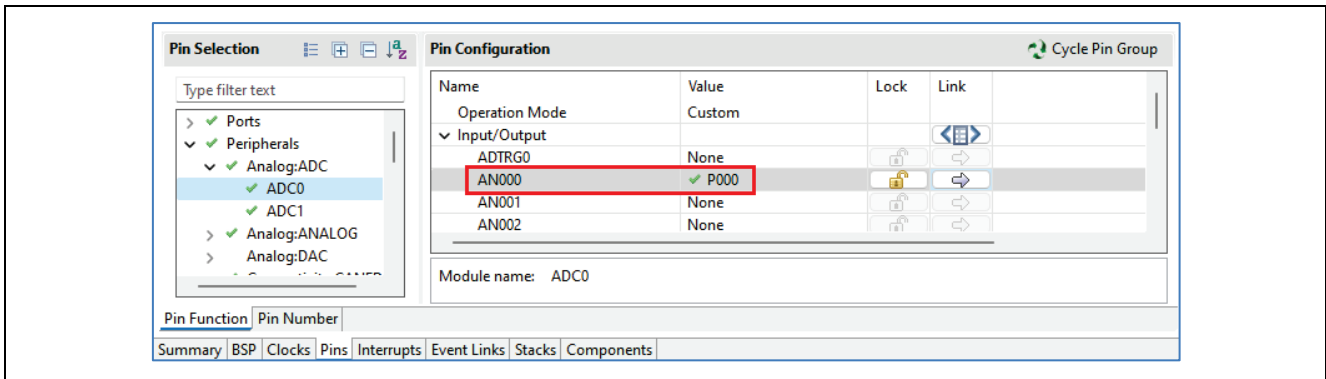 Pin Selection
Pin Configuration
Cycle Pin Group
Type filter text
Ports
Peripherals
Analog:ADC
ADC0
ADC1
Analog:ANALOG
Analog:DAC
Name Value Lock Link
Operation Mode Custom
Input/Output
ADTRG0 None
AN000 P000
AN001 None
AN002 None
Module name: ADC0
Pin Function Pin Number
Summary BSP Clocks Pins Interrupts Event Links Stacks Components